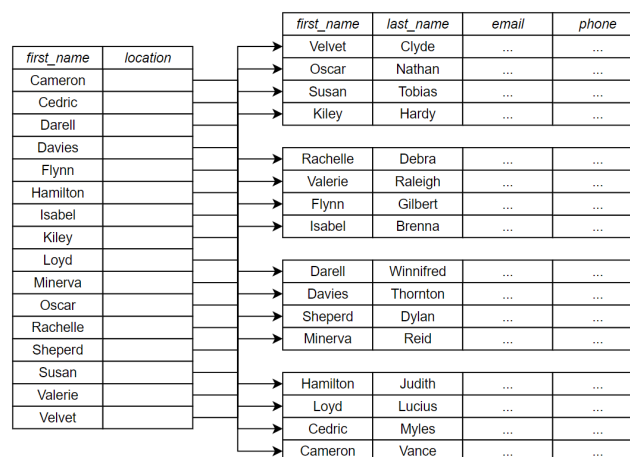 first_name location
Cameron
Cedric
Darell
Davies
Flynn
Hamilton
Isabel
Kiley
Loyd
Minerva
Oscar
Rachelle
Sheperd
Susan
Valerie
Velvet
first_name last_name email phone
Velvet Clyde ... ...
Oscar Nathan ... ...
Susan Tobias ... ...
Kiley Hardy ... ...
Rachelle Debra ... ...
Valerie Raleigh ... ...
Flynn Gilbert ... ...
Isabel Brenna ... ...
Darell Winnifred ... ...
Davies Thornton ... ...
Sheperd Dylan ... ...
Minerva Reid ... ...
Hamilton Judith ... ...
Loyd Lucius ... ...
Cedric Myles ... ...
Cameron Vance ... ...